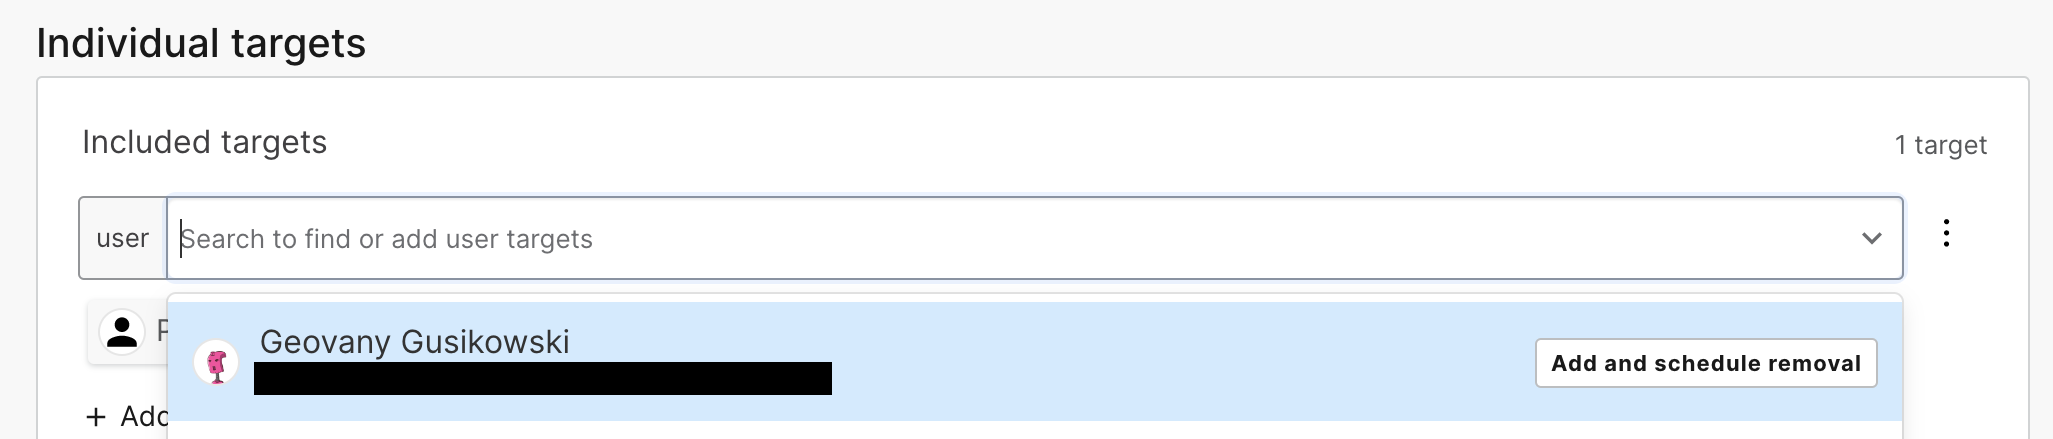 Individual targets
Included targets
1 target
user
Search to find or add user targets
Geovany Gusikowski
Add and schedule removal
+ Add